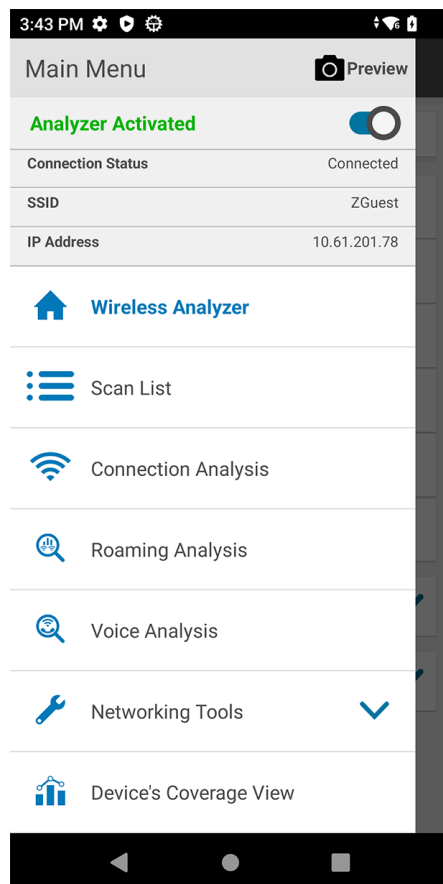 3:43 PM
6
Main Menu
Preview
Analyzer Activated
Connection Status Connected
SSID ZGuest
IP Address 10.61.201.78
Wireless Analyzer
Scan List
Connection Analysis
Roaming Analysis
Voice Analysis
Networking Tools
Device's Coverage View